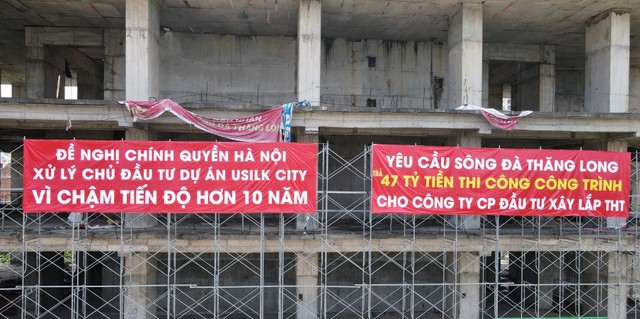 ĐỀ NGHỊ CHÍNH QUYỀN HÀ NỘI
XỬ LÝ CHỦ ĐẦU TƯ DỰ ÁN USILK CITY
VÌ CHẬM TIẾN ĐỘ HƠN 10 NĂM
YÊU CẦU SÔNG ĐÀ THĂNG LONG
TRẢ 47 TỶ TIỀN THI CÔNG CÔNG TRÌNH
CHO CÔNG TY CP ĐẦU TƯ XÂY LẮP THT